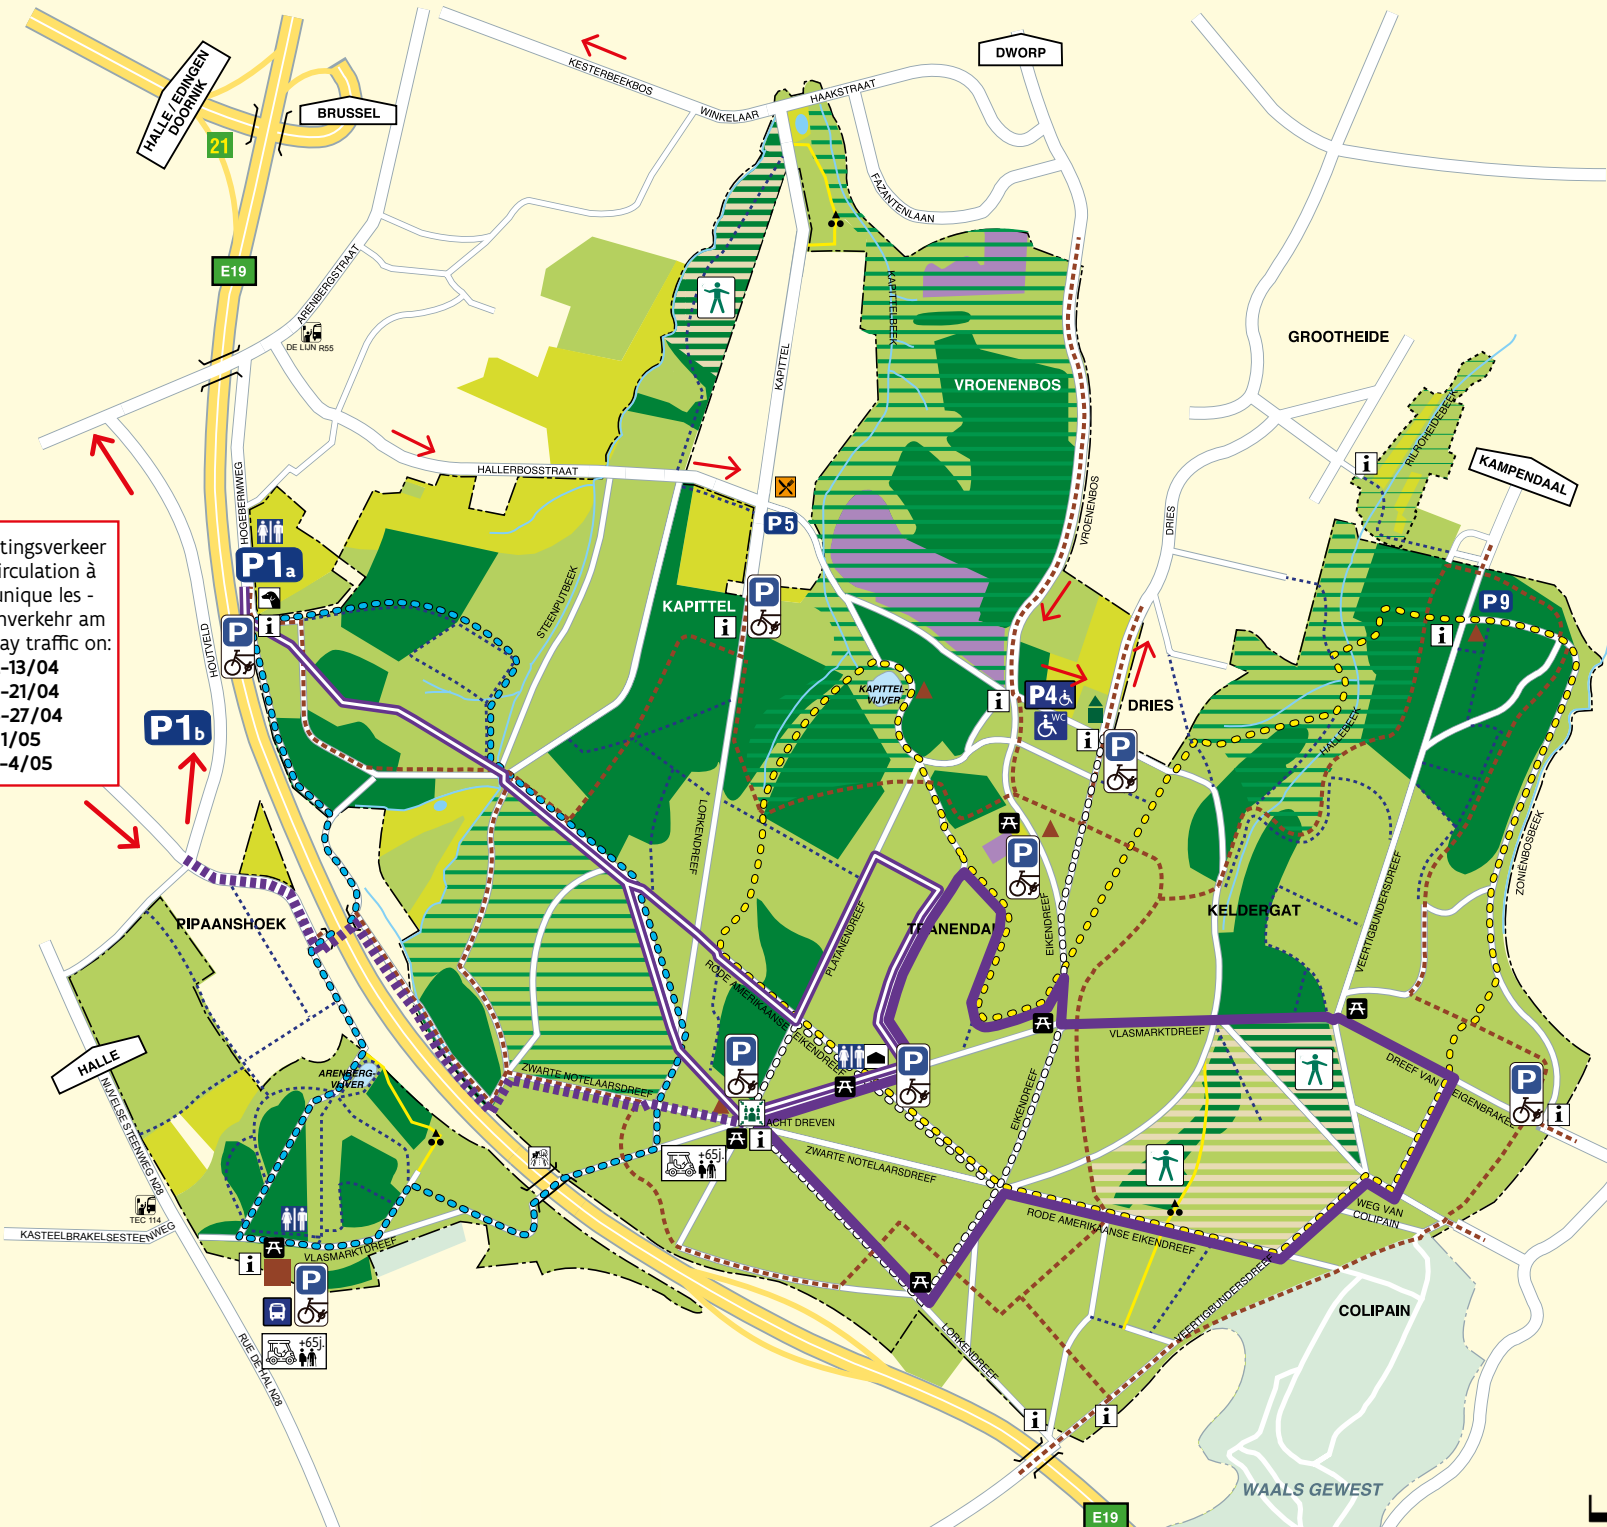 HALLE / EDINGEN
DOORNIK
BRUSSEL
21
E19
KESTERBEEKBOS
WINKELAAR
HAAKSTRAAT
DWORP
FAZANTENLAAN
ARENBERGSTRAAT
DE LIJN R55
KAPITTEL
KAPITTELBEEK
VROENENBOS
GROOTHEIDE
RILROHEIDEBEEK
KAMPENDAAL
HALLERBOSSTRAAT
HOGEBERMWEG
P5
VROENENBOS
DRIES
tingsverkeer
irculation à
unique les -
nverkehr am
ay traffic on:
-13/04
-21/04
-27/04
1/05
-4/05
P1a
P
i
HOUTVELD
P1b
STEENPUTBEEK
KAPITTEL
i
P
KAPITTEL-
VIJVER
i
P4
WC
i
DRIES
P
P9
i
i
HALLEBEEK
ZONIËNBOSBEEK
LORKENDREEF
PLATANENDREEF
P
EIKENDREEF
KELDERGAT
VEERTIGBUNDERSDREEF
PIPAANSHOEK
RODE AMERIKAANSE EIKENDREEF
VLASMARKTDREEF
DREEF VAN EIGENBRAKEL
P
i
HALLE
NIJVELSE STEENWEG N28
ARENBERG-
VIJVER
ZWARTE NOTELAARSDREEF
P
P
ACHT DREVEN
i
+65j.
ZWARTE NOTELAARSDREEF
EIKENDREEF
RODE AMERIKAANSE EIKENDREEF
WEG VAN
COLIPAIN
VEERTIGBUNDERSDREEF
TEC 114
KASTEELBRAKELSESTEENWEG
VLASMARKTDREEF
i
P
+65j.
RUE DE HAL N28
LORKENDREEF
COLIPAIN
i
i
WAALS GEWEST
E19